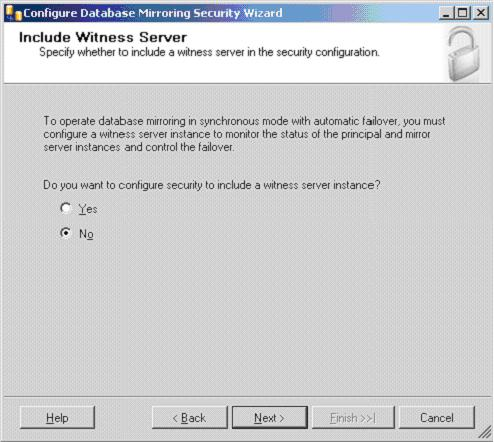 Configure Database Mirroring Security Wizard
Include Witness Server
Specify whether to include a witness server in the security configuration.
To operate database mirroring in synchronous mode with automatic failover, you must
configure a witness server instance to monitor the status of the principal and mirror
server instances and control the failover.
Do you want to configure security to include a witness server instance?
Yes
No
Help
< Back
Next >
Finish >>|
Cancel